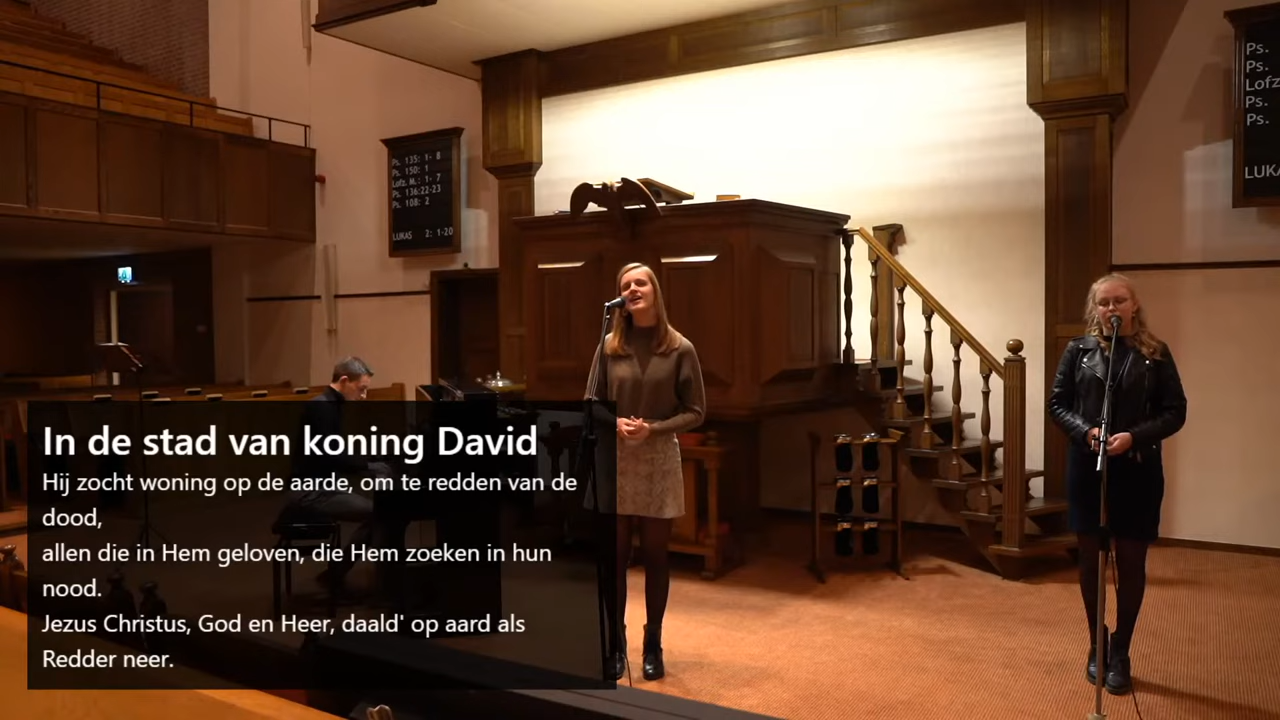 Ps. 135: 1- 8
Ps. 150: 1
Lofz. M.: 1- 7
Ps. 136:22-23
Ps. 108: 2
LUKAS 2: 1-20
Ps.
Ps.
Lofz
Ps.
Ps.
LUKA
In de stad van koning David
Hij zocht woning op de aarde, om te redden van de
dood,
allen die in Hem geloven, die Hem zoeken in hun
nood.
Jezus Christus, God en Heer, daald' op aard als
Redder neer.